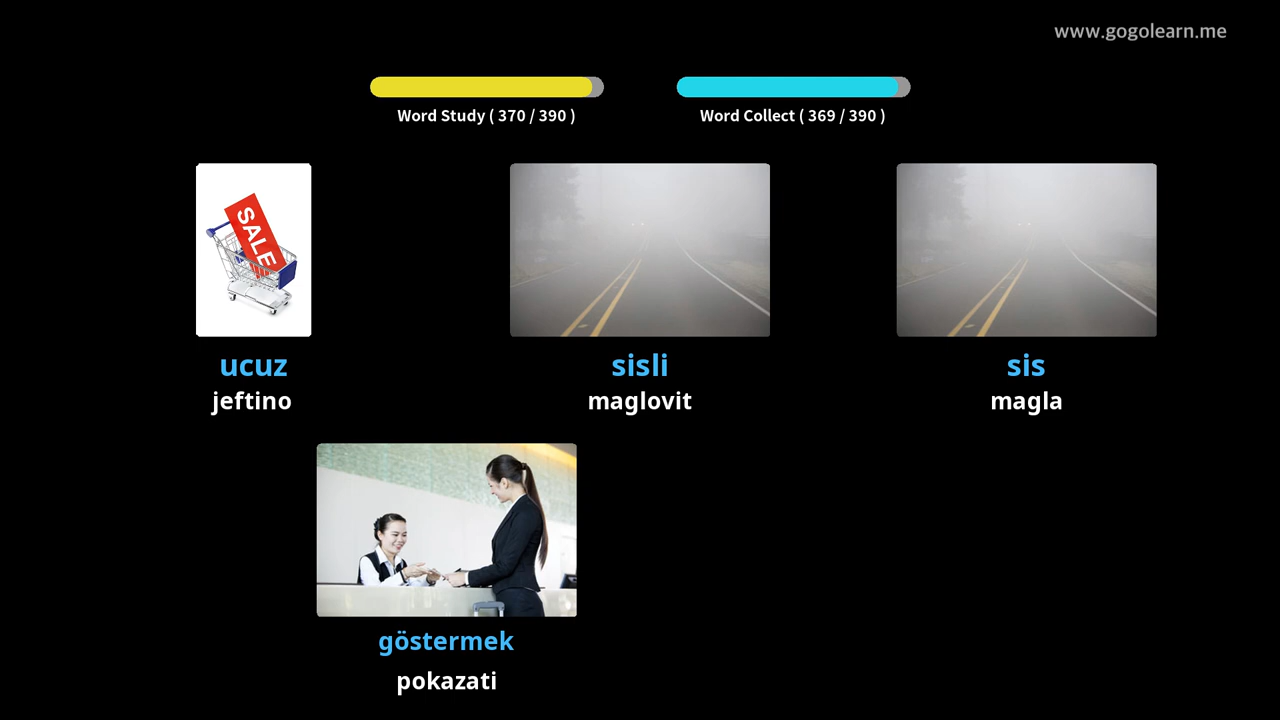 www.gogolearn.me
Word Study ( 370 / 390 )
Word Collect ( 369 / 390 )
SALE
ucuz
jeftino
sisli
maglovit
sis
magla
göstermek
pokazati